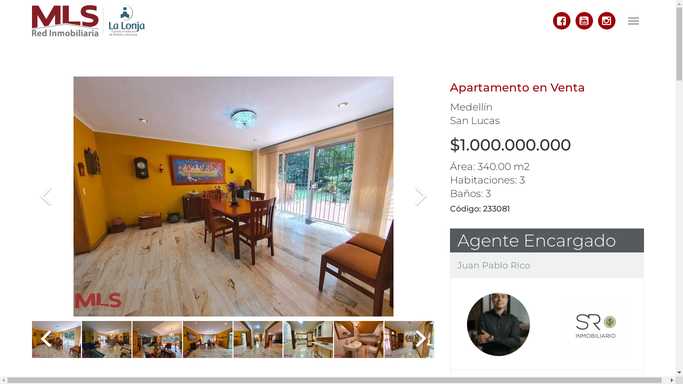 MLS
Red Inmobiliaria
La Lonja
Apartamento en Venta
Medellín
San Lucas
$1.000.000.000
Área: 340.00 m2
Habitaciones: 3
Baños: 3
Código: 233081
Agente Encargado
Juan Pablo Rico
MLS
SR
INMOBILIARIO